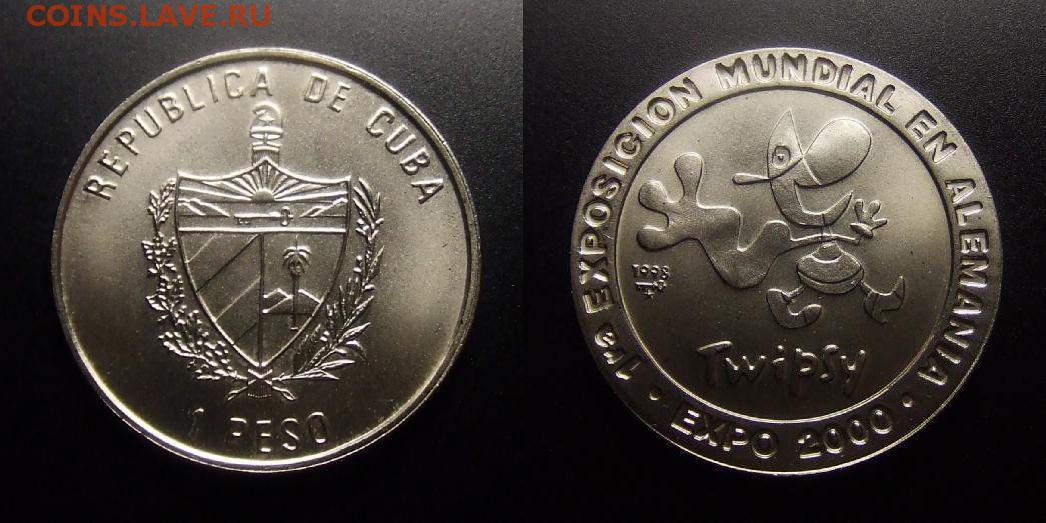 COINS.LAVE.RU
REPUBLICA DE CUBA
1 PESO
1ra EXPOSICION MUNDIAL EN ALEMANIA
1998
Twipsy
• EXPO 2000 •